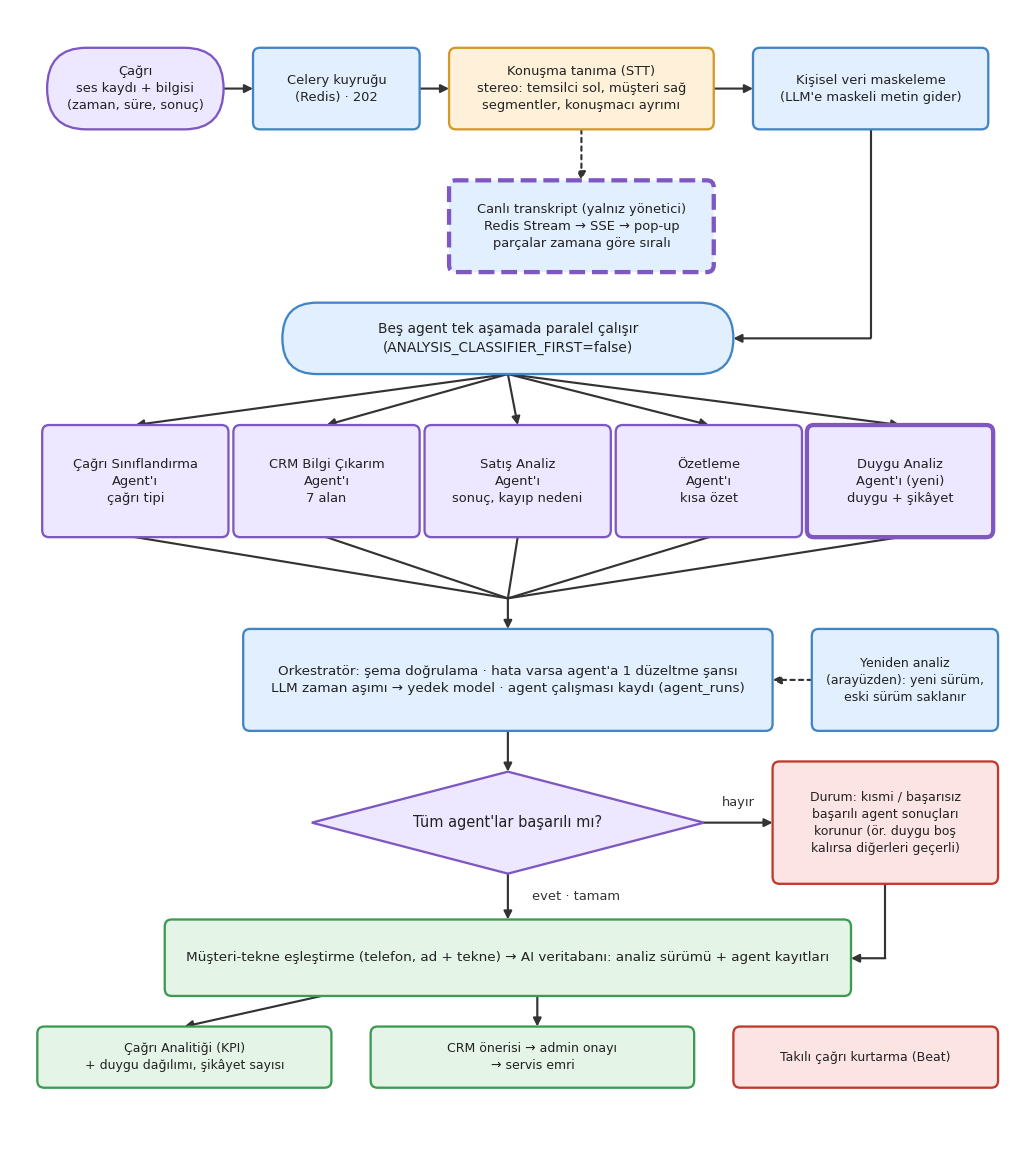 Çağrı
ses kaydı + bilgisi
(zaman, süre, sonuç)
Celery kuyruğu
(Redis) · 202
Konuşma tanıma (STT)
stereo: temsilci sol, müşteri sağ
segmentler, konuşmacı ayrımı
Kişisel veri maskeleme
(LLM'e maskeli metin gider)
Canlı transkript (yalnız yönetici)
Redis Stream → SSE → pop-up
parçalar zamana göre sıralı
Beş agent tek aşamada paralel çalışır
(ANALYSIS_CLASSIFIER_FIRST=false)
Çağrı Sınıflandırma
Agent'ı
çağrı tipi
CRM Bilgi Çıkarım
Agent'ı
7 alan
Satış Analiz
Agent'ı
sonuç, kayıp nedeni
Özetleme
Agent'ı
kısa özet
Duygu Analiz
Agent'ı (yeni)
duygu + şikâyet
Orkestratör: şema doğrulama · hata varsa agent'a 1 düzeltme şansı
LLM zaman aşımı → yedek model · agent çalışması kaydı (agent_runs)
Yeniden analiz
(arayüzden): yeni sürüm,
eski sürüm saklanır
Tüm agent'lar başarılı mı?
hayır
Durum: kısmi / başarısız
başarılı agent sonuçları
korunur (ör. duygu boş
kalırsa diğerleri geçerli)
evet · tamam
Müşteri-tekne eşleştirme (telefon, ad + tekne) → AI veritabanı: analiz sürümü + agent kayıtları
Çağrı Analitiği (KPI)
+ duygu dağılımı, şikâyet sayısı
CRM önerisi → admin onayı
→ servis emri
Takılı çağrı kurtarma (Beat)